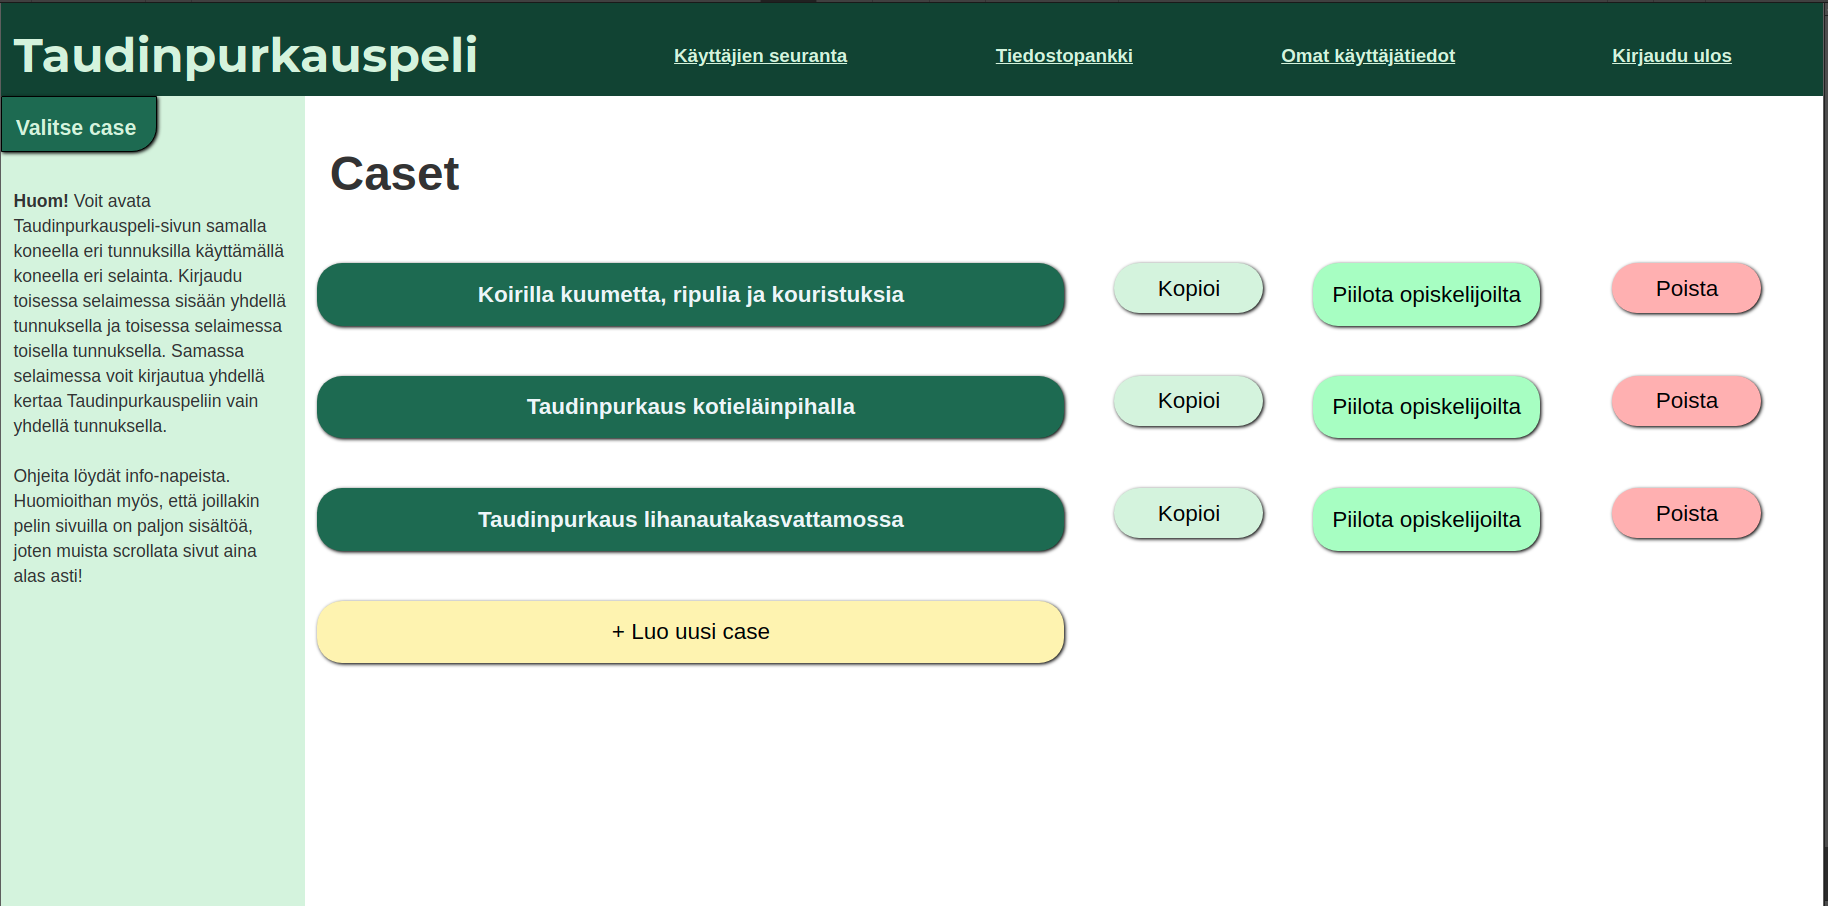 Taudinpurkauspeli
Käyttäjien seuranta
Tiedostopankki
Omat käyttäjätiedot
Kirjaudu ulos
Valitse case
Huom! Voit avata
Taudinpurkauspeli-sivun samalla
koneella eri tunnuksilla käyttämällä
koneella eri selainta. Kirjaudu
toisessa selaimessa sisään yhdellä
tunnuksella ja toisessa selaimessa
toisella tunnuksella. Samassa
selaimessa voit kirjautua yhdellä
kertaa Taudinpurkauspeliin vain
yhdellä tunnuksella.
Ohjeita löydät info-napeista.
Huomioithan myös, että joillakin
pelin sivuilla on paljon sisältöä,
joten muista scrollata sivut aina
alas asti!
Caset
Koirilla kuumetta, ripulia ja kouristuksia
Kopioi
Piilota opiskelijoilta
Poista
Taudinpurkaus kotieläinpihalla
Kopioi
Piilota opiskelijoilta
Poista
Taudinpurkaus lihanautakasvattamossa
Kopioi
Piilota opiskelijoilta
Poista
+ Luo uusi case